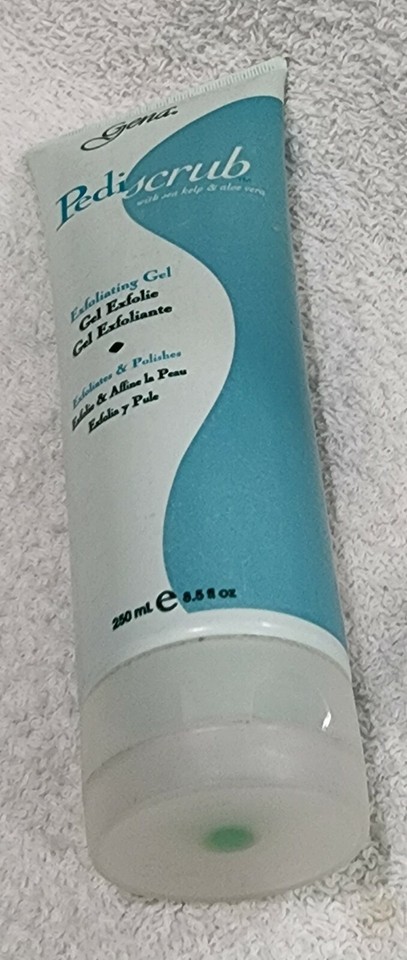 Gena.
Pediscrub™
with sea kelp & aloe vera
Exfoliating Gel
Gel Exfolie
Gel Exfoliante
Exfoliates & Polishes
Exfolie & Affine la Peau
Exfolia y Pule
250 mL e 8.5 fl oz